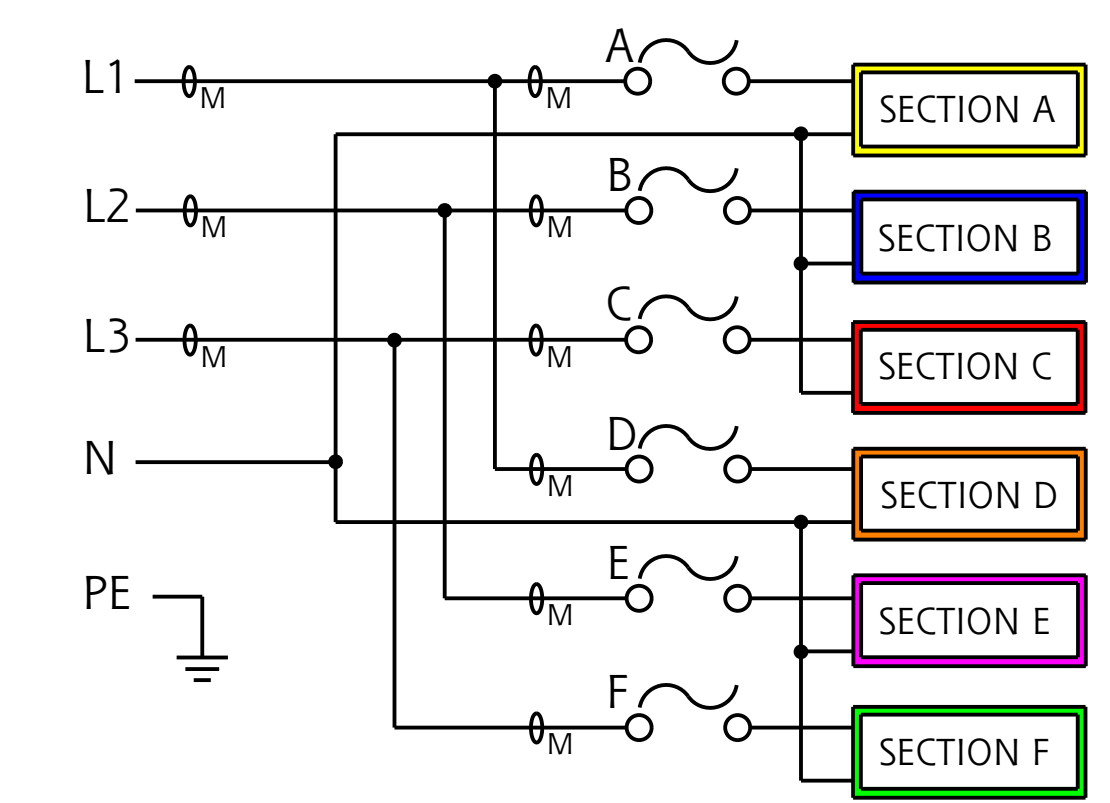 L1
M
M
A
SECTION A
L2
M
M
B
SECTION B
L3
M
M
C
SECTION C
N
M
D
SECTION D
PE
M
E
SECTION E
M
F
SECTION F